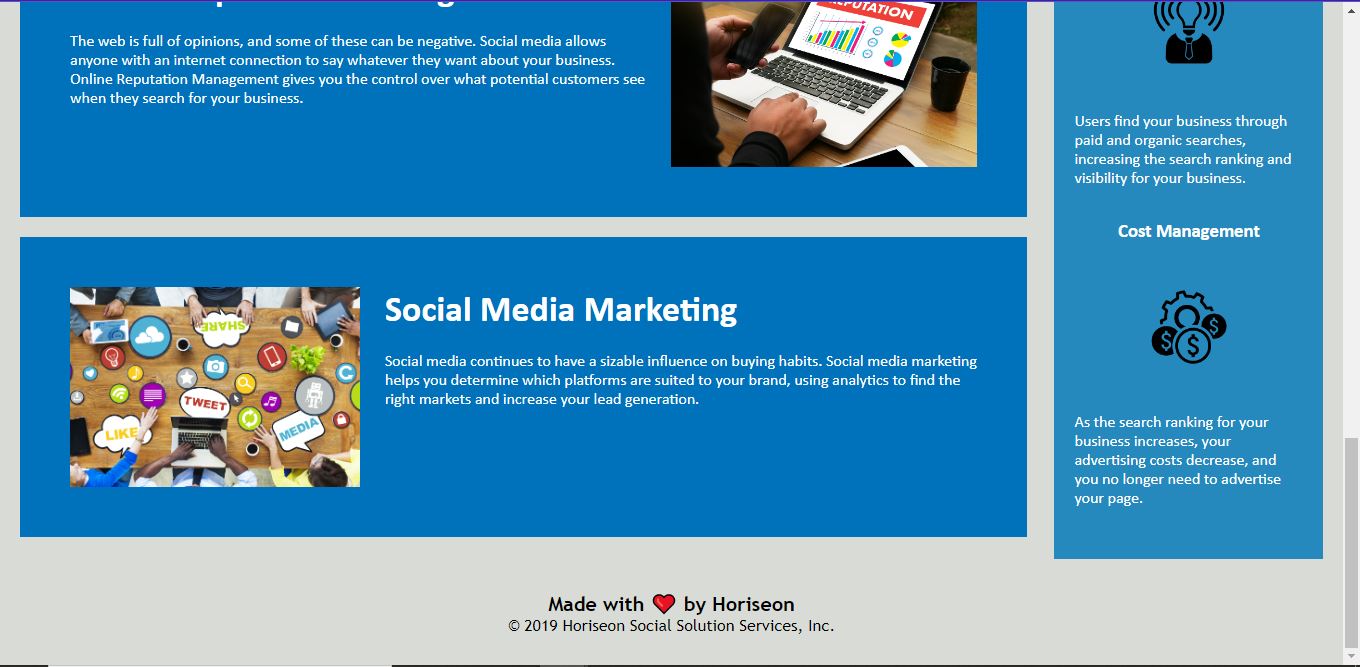 The web is full of opinions, and some of these can be negative. Social media allows
anyone with an internet connection to say whatever they want about your business.
Online Reputation Management gives you the control over what potential customers see
when they search for your business.
Users find your business through
paid and organic searches,
increasing the search ranking and
visibility for your business.
Cost Management
$ $ $
As the search ranking for your
business increases, your
advertising costs decrease, and
you no longer need to advertise
your page.
SHARE
TWEET
LIKE
MEDIA
Social Media Marketing
Social media continues to have a sizable influence on buying habits. Social media marketing
helps you determine which platforms are suited to your brand, using analytics to find the
right markets and increase your lead generation.
Made with ❤️ by Horiseon
© 2019 Horiseon Social Solution Services, Inc.